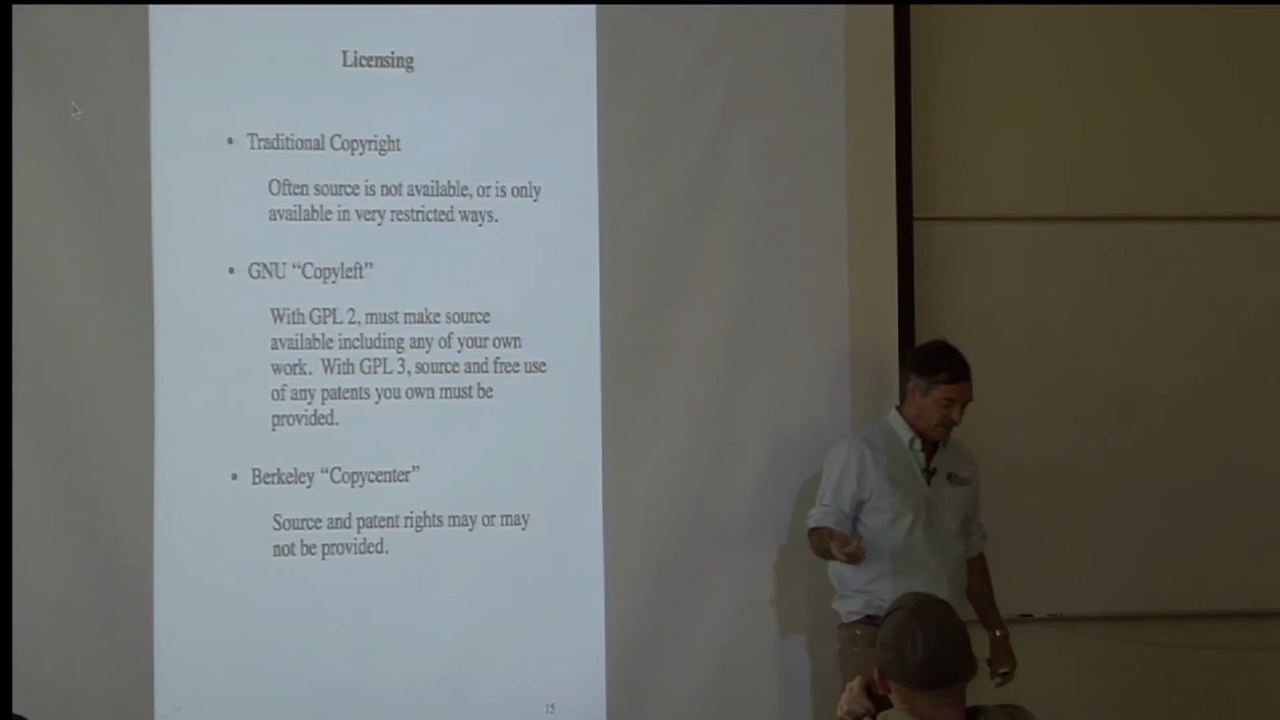 Licensing
• Traditional Copyright
Often source is not available, or is only
available in very restricted ways.
• GNU “Copyleft”
With GPL 2, must make source
available including any of your own
work. With GPL 3, source and free use
of any patents you own must be
provided.
• Berkeley “Copycenter”
Source and patent rights may or may
not be provided.
15